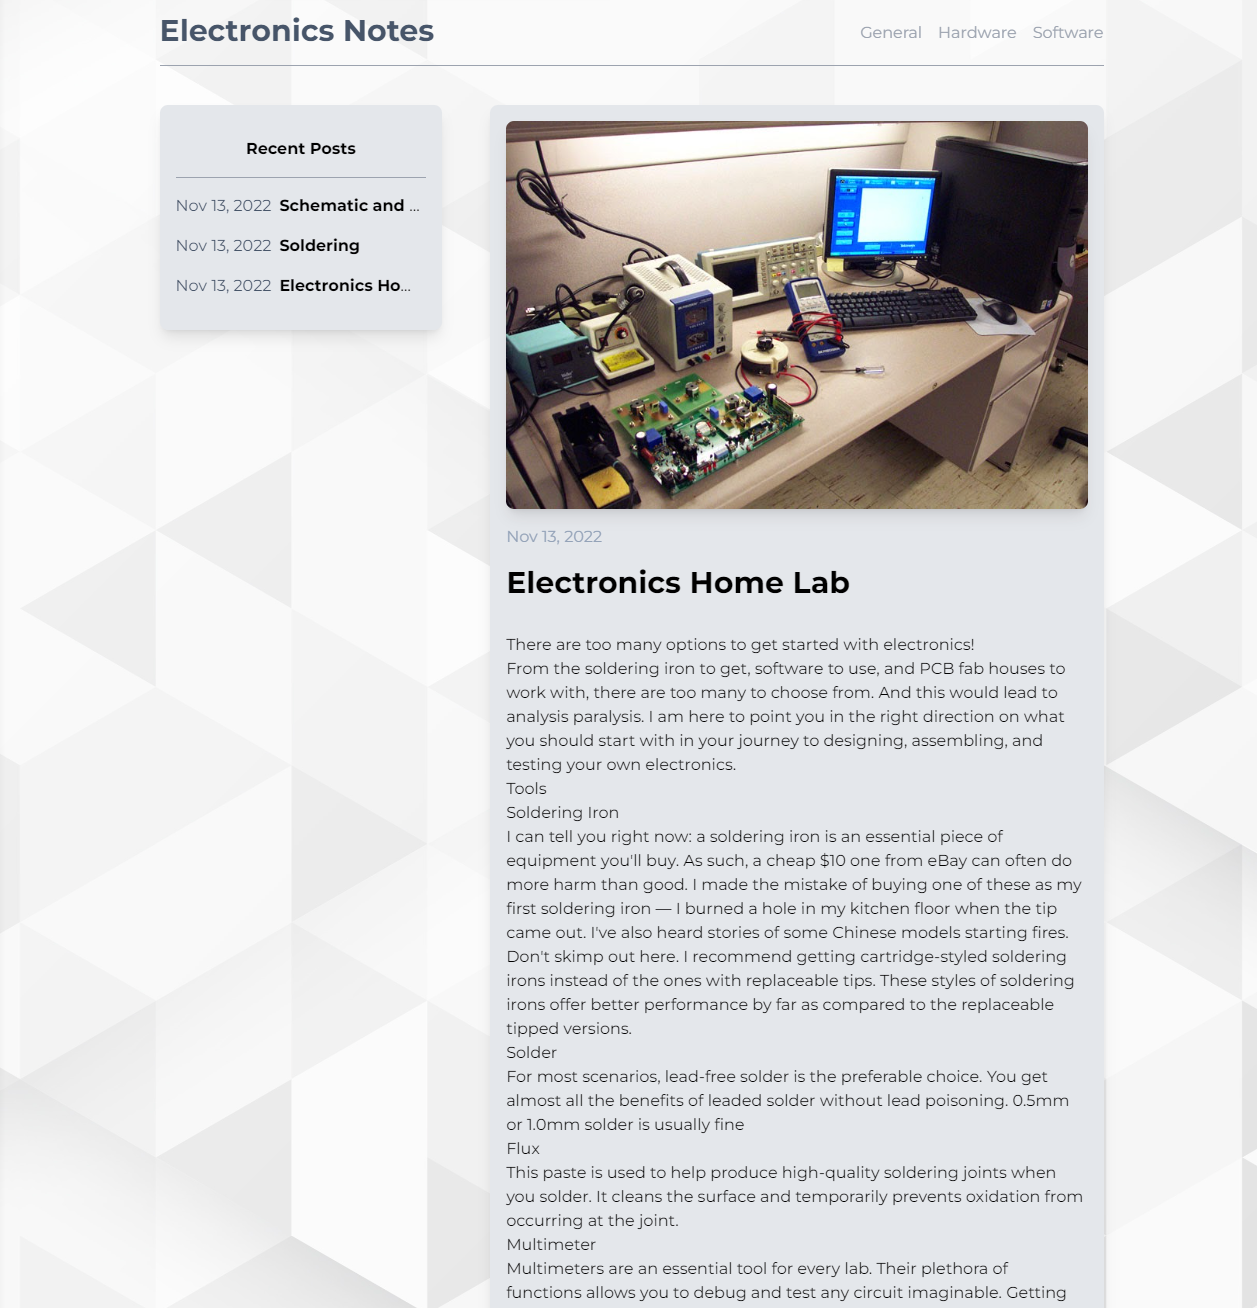 Electronics Notes
General Hardware Software
Recent Posts
Nov 13, 2022 Schematic and ...
Nov 13, 2022 Soldering
Nov 13, 2022 Electronics Ho...
Nov 13, 2022
Electronics Home Lab
There are too many options to get started with electronics!
From the soldering iron to get, software to use, and PCB fab houses to
work with, there are too many to choose from. And this would lead to
analysis paralysis. I am here to point you in the right direction on what
you should start with in your journey to designing, assembling, and
testing your own electronics.
Tools
Soldering Iron
I can tell you right now: a soldering iron is an essential piece of
equipment you'll buy. As such, a cheap $10 one from eBay can often do
more harm than good. I made the mistake of buying one of these as my
first soldering iron — I burned a hole in my kitchen floor when the tip
came out. I've also heard stories of some Chinese models starting fires.
Don't skimp out here. I recommend getting cartridge-styled soldering
irons instead of the ones with replaceable tips. These styles of soldering
irons offer better performance by far as compared to the replaceable
tipped versions.
Solder
For most scenarios, lead-free solder is the preferable choice. You get
almost all the benefits of leaded solder without lead poisoning. 0.5mm
or 1.0mm solder is usually fine
Flux
This paste is used to help produce high-quality soldering joints when
you solder. It cleans the surface and temporarily prevents oxidation from
occurring at the joint.
Multimeter
Multimeters are an essential tool for every lab. Their plethora of
functions allows you to debug and test any circuit imaginable. Getting